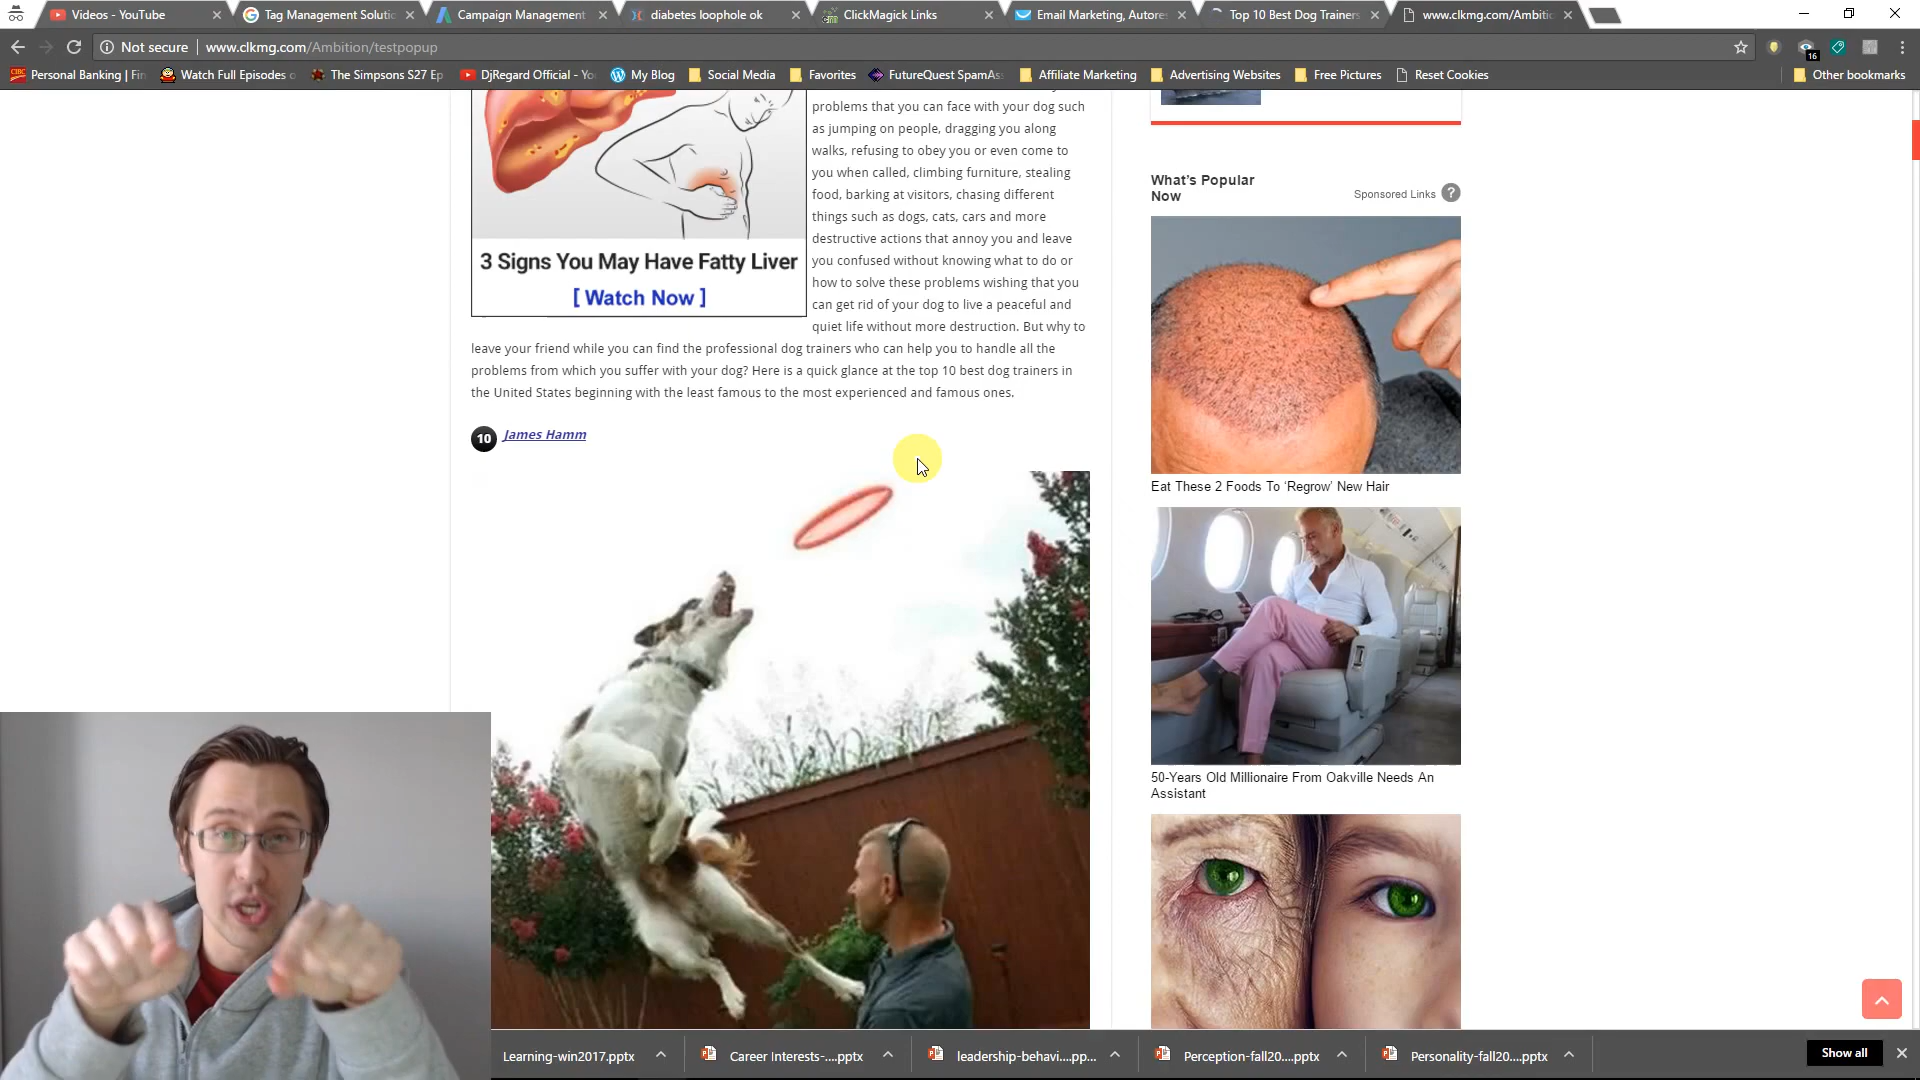 Videos - YouTube
Tag Management Solutio
Campaign Management
diabetes loophole ok
ClickMagick Links
Email Marketing, Autores
Top 10 Best Dog Trainers
www.clkmg.com/Ambitio
Not secure
www.clkmg.com/Ambition/testpopup
16
CIBC
Personal Banking | Fin
Watch Full Episodes o
The Simpsons S27 Ep
DjRegard Official - Yo
My Blog
Social Media
Favorites
FutureQuest SpamAs
Affiliate Marketing
Advertising Websites
Free Pictures
Reset Cookies
Other bookmarks
problems that you can face with your dog such
as jumping on people, dragging you along
walks, refusing to obey you or even come to
you when called, climbing furniture, stealing
food, barking at visitors, chasing different
things such as dogs, cats, cars and more
destructive actions that annoy you and leave
you confused without knowing what to do or
how to solve these problems wishing that you
can get rid of your dog to live a peaceful and
quiet life without more destruction. But why to
leave your friend while you can find the professional dog trainers who can help you to handle all the
problems from which you suffer with your dog? Here is a quick glance at the top 10 best dog trainers in
the United States beginning with the least famous to the most experienced and famous ones.
3 Signs You May Have Fatty Liver
[ Watch Now ]
10 James Hamm
What's Popular
Now
Sponsored Links ?
Eat These 2 Foods To ‘Regrow’ New Hair
50-Years Old Millionaire From Oakville Needs An
Assistant
Learning-win2017.pptx
Career Interests-....pptx
leadership-behavi....pp...
Perception-fall20....pptx
Personality-fall20....pptx
Show all